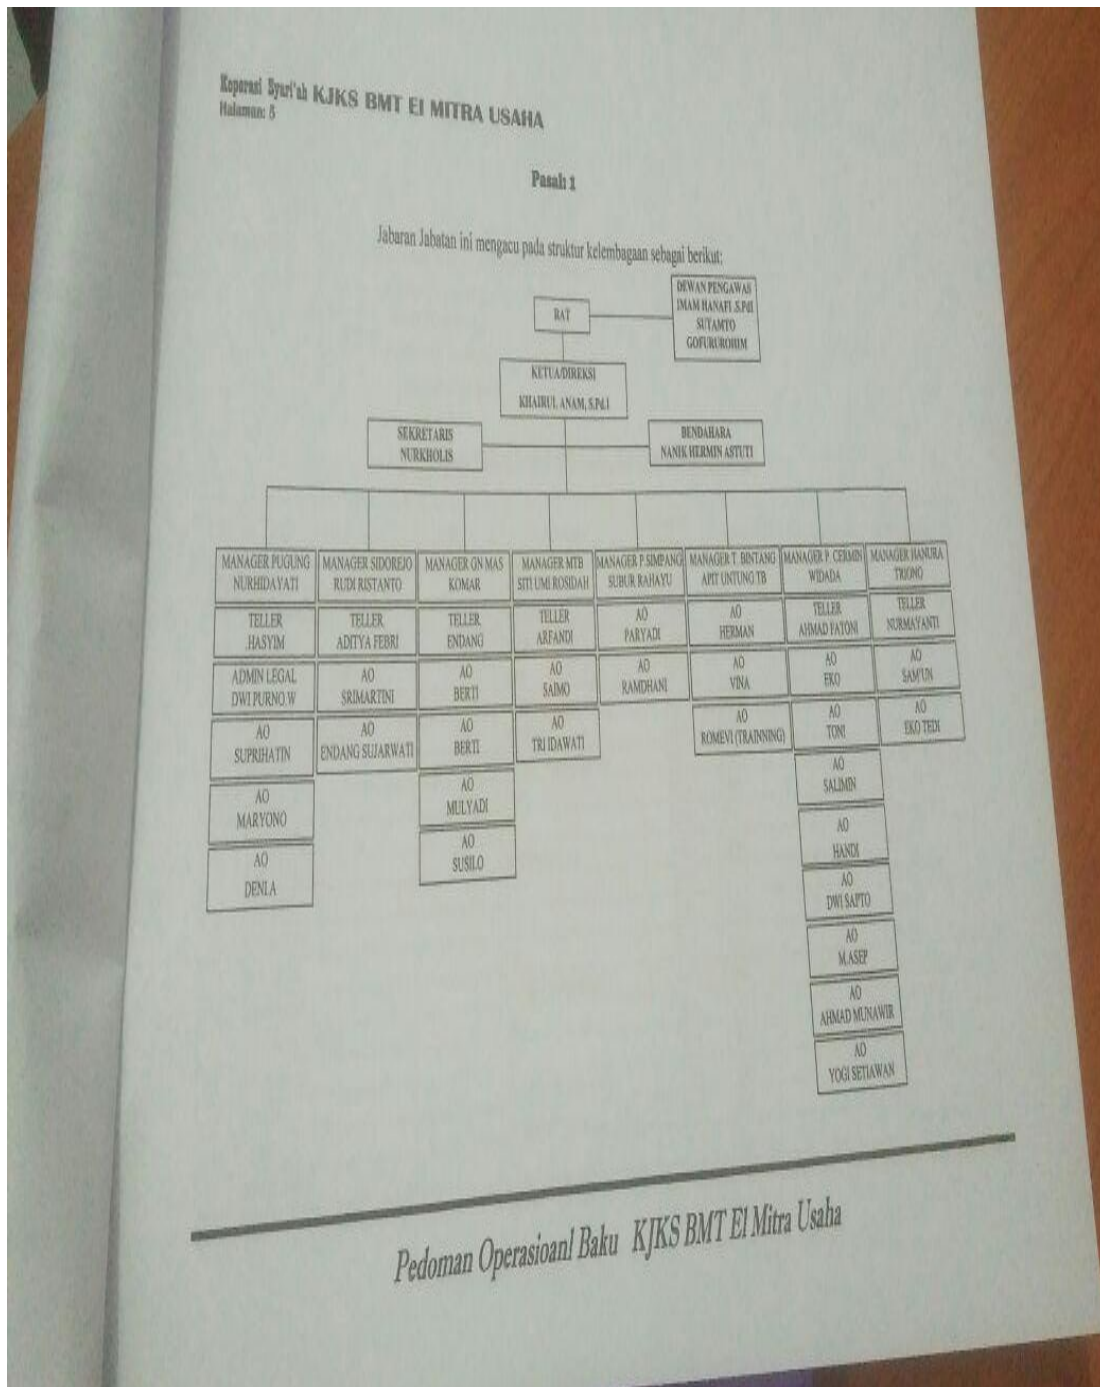 Koperasi Syari'ah KJKS BMT El MITRA USAHA
Halaman: 5
Pasal: 1
Jabaran Jabatan ini mengacu pada struktur kelembagaan sebagai berikut:
DEWAN PENGAWAS
IMAM HANAFI .S.PdI
SUTAMTO
GOFURUROHIM
RAT
KETUA/DIREKSI
KHAIRUL ANAM, S.Pd.I
SEKRETARIS
NURKHOLIS
BENDAHARA
NANIK HERMIN ASTUTI
MANAGER PUGUNG
NURHIDAYATI
TELLER
HASYIM
ADMIN LEGAL
DWI PURNO.W
AO
SUPRIHATIN
AO
MARYONO
AO
DENLA
MANAGER SIDOREJO
RUDI RISTANTO
TELLER
ADITYA FEBRI
AO
SRIMARTINI
AO
ENDANG SUJARWATI
MANAGER GN MAS
KOMAR
TELLER
ENDANG
AO
BERTI
AO
BERTI
AO
MULYADI
AO
SUSILO
MANAGER MTB
SITI UMI ROSIDAH
TELLER
ARFANDI
AO
SAIMO
AO
TRI IDAWATI
MANAGER P SIMPANG
SUBUR RAHAYU
AO
PARYADI
AO
RAMDHANI
MANAGER T. BINTANG
APIT UNTUNG TB
AO
HERMAN
AO
VINA
AO
ROMEVI (TRAINNING)
MANAGER P. CERMIN
WIDADA
TELLER
AHMAD FATONI
AO
EKO
AO
TONI
AO
SALIMIN
AO
HANDI
AO
DWI SAPTO
AO
M.ASEP
AO
AHMAD MUNAWIR
AO
YOGI SETIAWAN
MANAGER HANURA
TRIONO
TELLER
NURMAYANTI
AO
SAM'UN
AO
EKO TEDI
Pedoman Operasioanl Baku KJKS BMT El Mitra Usaha